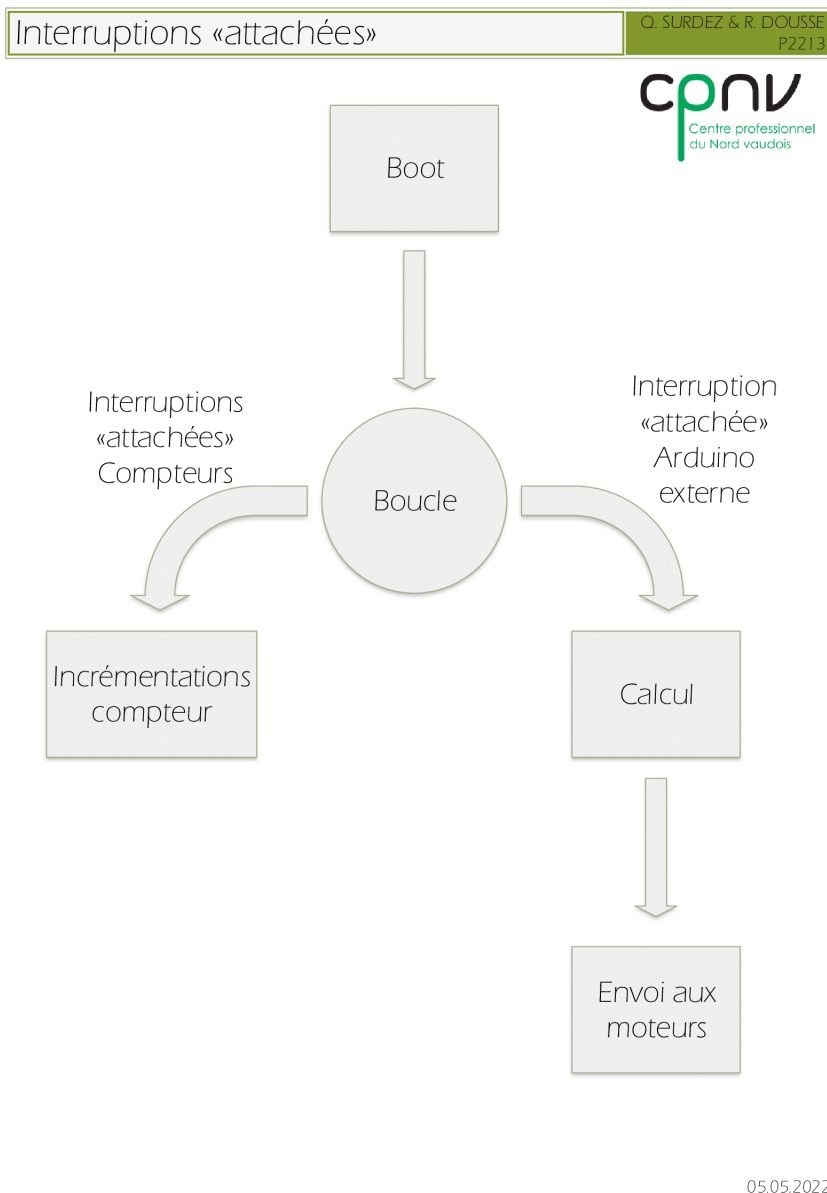 Interruptions «attachées»
Q. SURDEZ & R. DOUSSE
P2213
cpnv
Centre professionnel
du Nord vaudois
Boot
Interruptions
«attachées»
Compteurs
Interruption
«attachée»
Arduino
externe
Boucle
Incrémentations
compteur
Calcul
Envoi aux
moteurs
05.05.2022